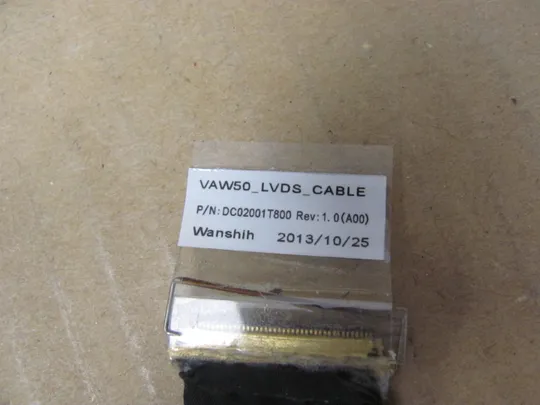 VAW50_LVDS_CABLE
P/N:DC02001T800 Rev:1.0(A00)
Wanshih 2013/10/25